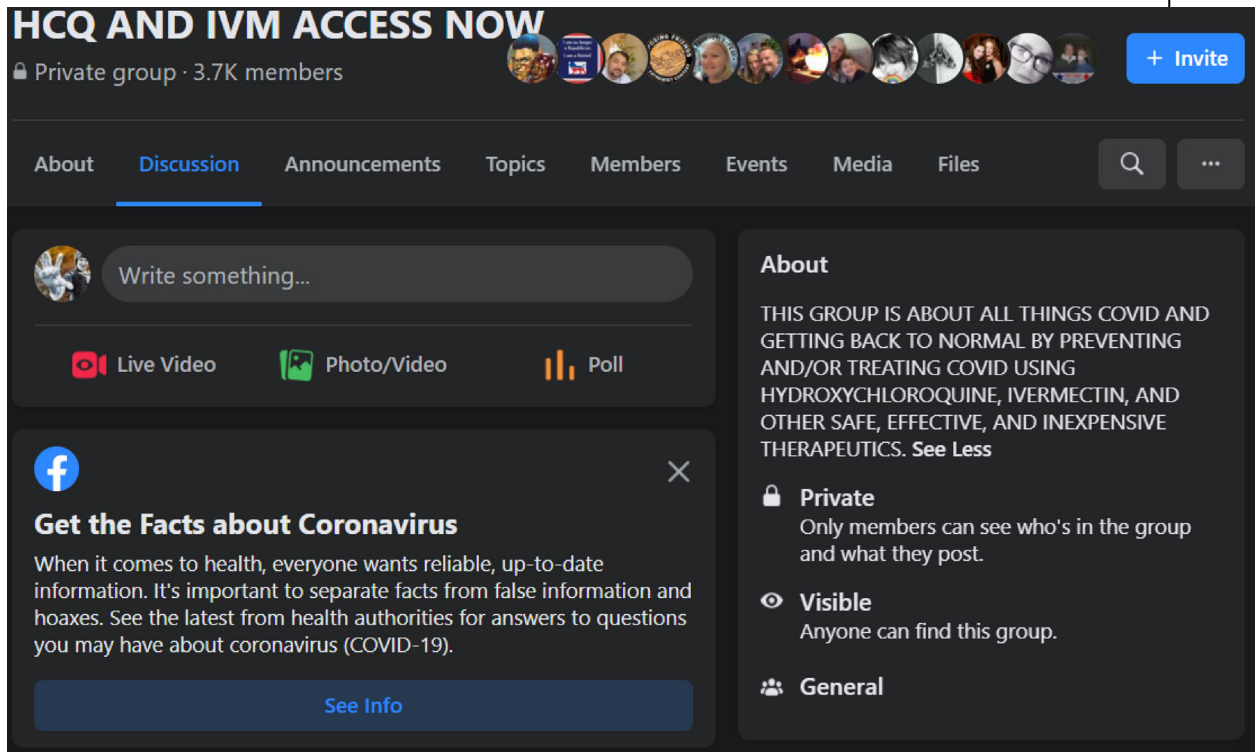 HCQ AND IVM ACCESS NOW
Private group · 3.7K members
+ Invite
About
Discussion
Announcements
Topics
Members
Events
Media
Files
Write something...
Live Video
Photo/Video
Poll
Get the Facts about Coronavirus
When it comes to health, everyone wants reliable, up-to-date
information. It's important to separate facts from false information and
hoaxes. See the latest from health authorities for answers to questions
you may have about coronavirus (COVID-19).
See Info
About
THIS GROUP IS ABOUT ALL THINGS COVID AND
GETTING BACK TO NORMAL BY PREVENTING
AND/OR TREATING COVID USING
HYDROXYCHLOROQUINE, IVERMECTIN, AND
OTHER SAFE, EFFECTIVE, AND INEXPENSIVE
THERAPEUTICS. See Less
Private
Only members can see who's in the group
and what they post.
Visible
Anyone can find this group.
General